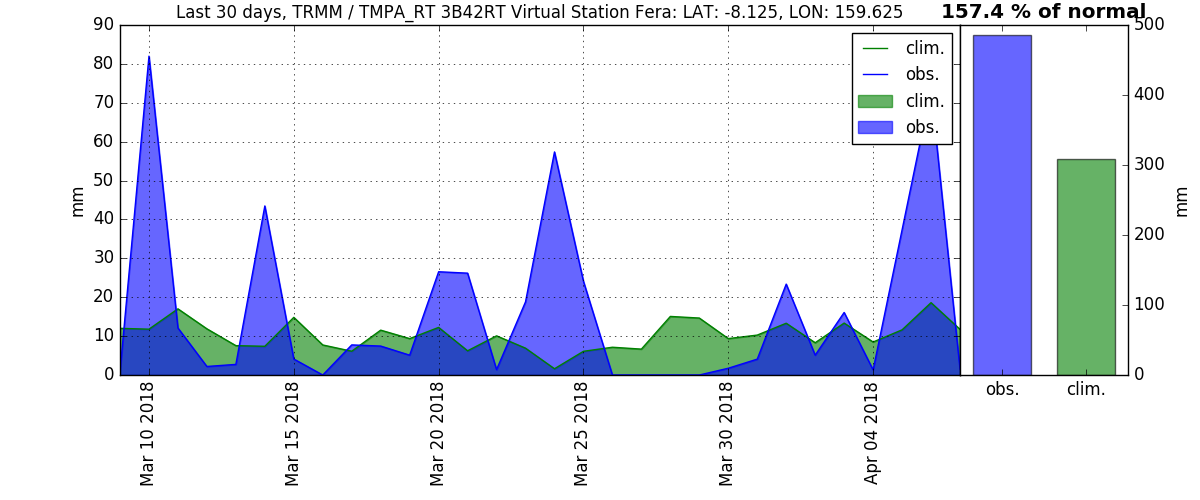 Last 30 days, TRMM / TMPA_RT 3B42RT Virtual Station Fera: LAT: -8.125, LON: 159.625
157.4 % of normal
90
80
70
60
50
40
30
20
10
0
mm
clim.
obs.
clim.
obs.
Mar 10 2018
Mar 15 2018
Mar 20 2018
Mar 25 2018
Mar 30 2018
Apr 04 2018
500
400
300
200
100
0
mm
obs.
clim.